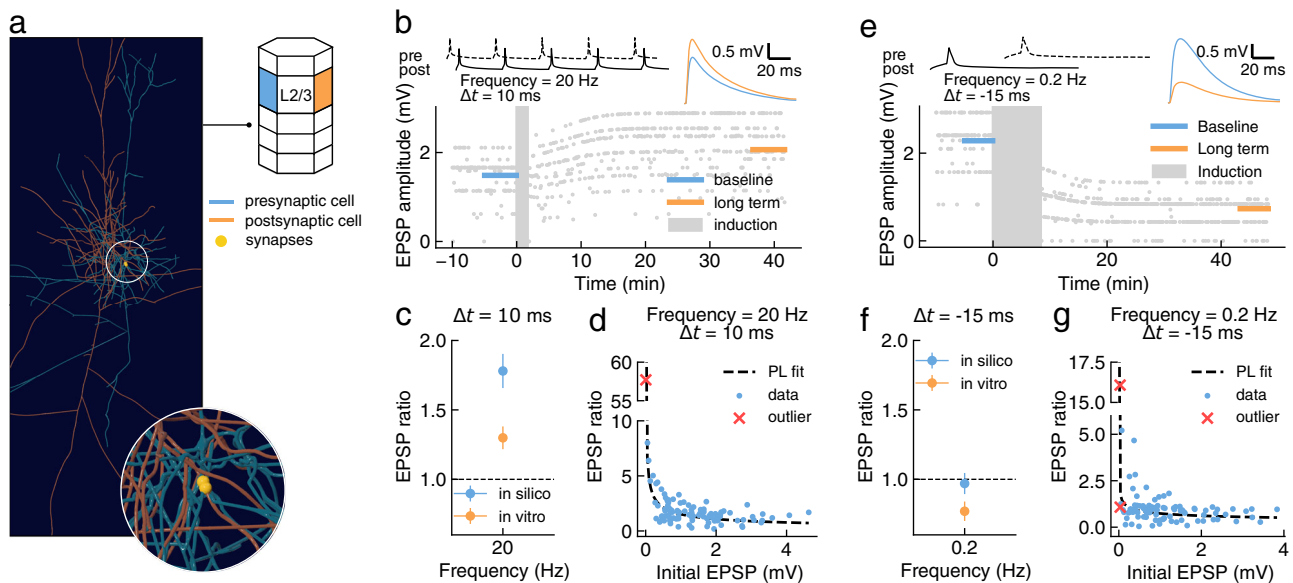 a
L2/3
presynaptic cell
postsynaptic cell
synapses
b
pre
post
Frequency = 20 Hz
Δt = 10 ms
0.5 mV
20 ms
EPSP amplitude (mV)
2
0
baseline
long term
induction
−10 0 10 20 30 40
Time (min)
e
pre
post
Frequency = 0.2 Hz
Δt = -15 ms
0.5 mV
20 ms
EPSP amplitude (mV)
2
0
Baseline
Long term
Induction
0 20 40
Time (min)
c
Δt = 10 ms
EPSP ratio
2.0
1.5
1.0
in silico
in vitro
20
Frequency (Hz)
d
Frequency = 20 Hz
Δt = 10 ms
EPSP ratio
60
55
10
5
0
PL fit
data
outlier
0 2 4
Initial EPSP (mV)
f
Δt = -15 ms
EPSP ratio
2.0
1.5
1.0
in silico
in vitro
0.2
Frequency (Hz)
g
Frequency = 0.2 Hz
Δt = -15 ms
EPSP ratio
17.5
15.0
5.0
2.5
0.0
PL fit
data
outlier
0 2 4
Initial EPSP (mV)